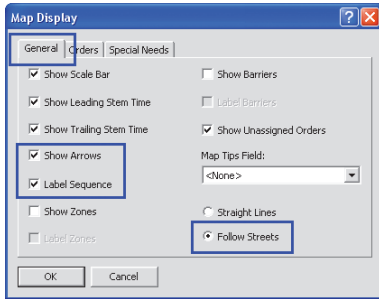 Map Display
General Orders Special Needs
Show Scale Bar
Show Leading Stem Time
Show Trailing Stem Time
Show Arrows
Label Sequence
Show Zones
Label Zones
Show Barriers
Label Barriers
Show Unassigned Orders
Map Tips Field:
<None>
Straight Lines
Follow Streets
OK Cancel